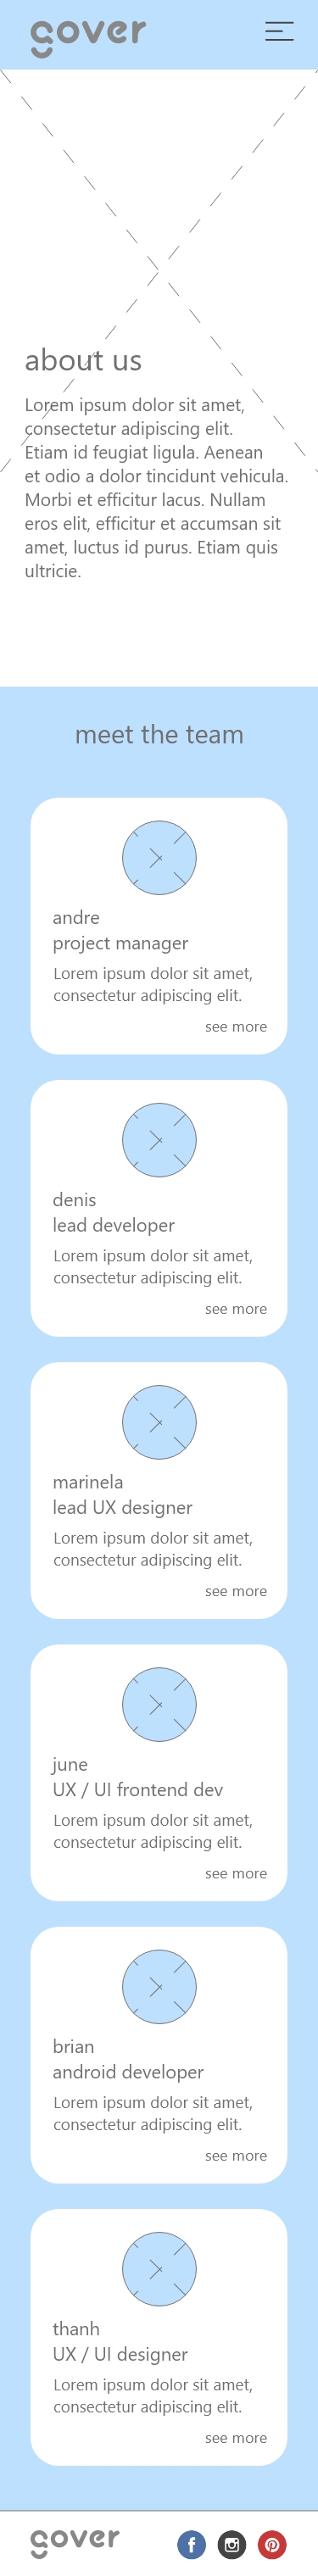 gover
about us
Lorem ipsum dolor sit amet,
consectetur adipiscing elit.
Etiam id feugiat ligula. Aenean
et odio a dolor tincidunt vehicula.
Morbi et efficitur lacus. Nullam
eros elit, efficitur et accumsan sit
amet, luctus id purus. Etiam quis
ultricie.
meet the team
andre
project manager
Lorem ipsum dolor sit amet,
consectetur adipiscing elit.
see more
denis
lead developer
Lorem ipsum dolor sit amet,
consectetur adipiscing elit.
see more
marinela
lead UX designer
Lorem ipsum dolor sit amet,
consectetur adipiscing elit.
see more
june
UX / UI frontend dev
Lorem ipsum dolor sit amet,
consectetur adipiscing elit.
see more
brian
android developer
Lorem ipsum dolor sit amet,
consectetur adipiscing elit.
see more
thanh
UX / UI designer
Lorem ipsum dolor sit amet,
consectetur adipiscing elit.
see more
gover